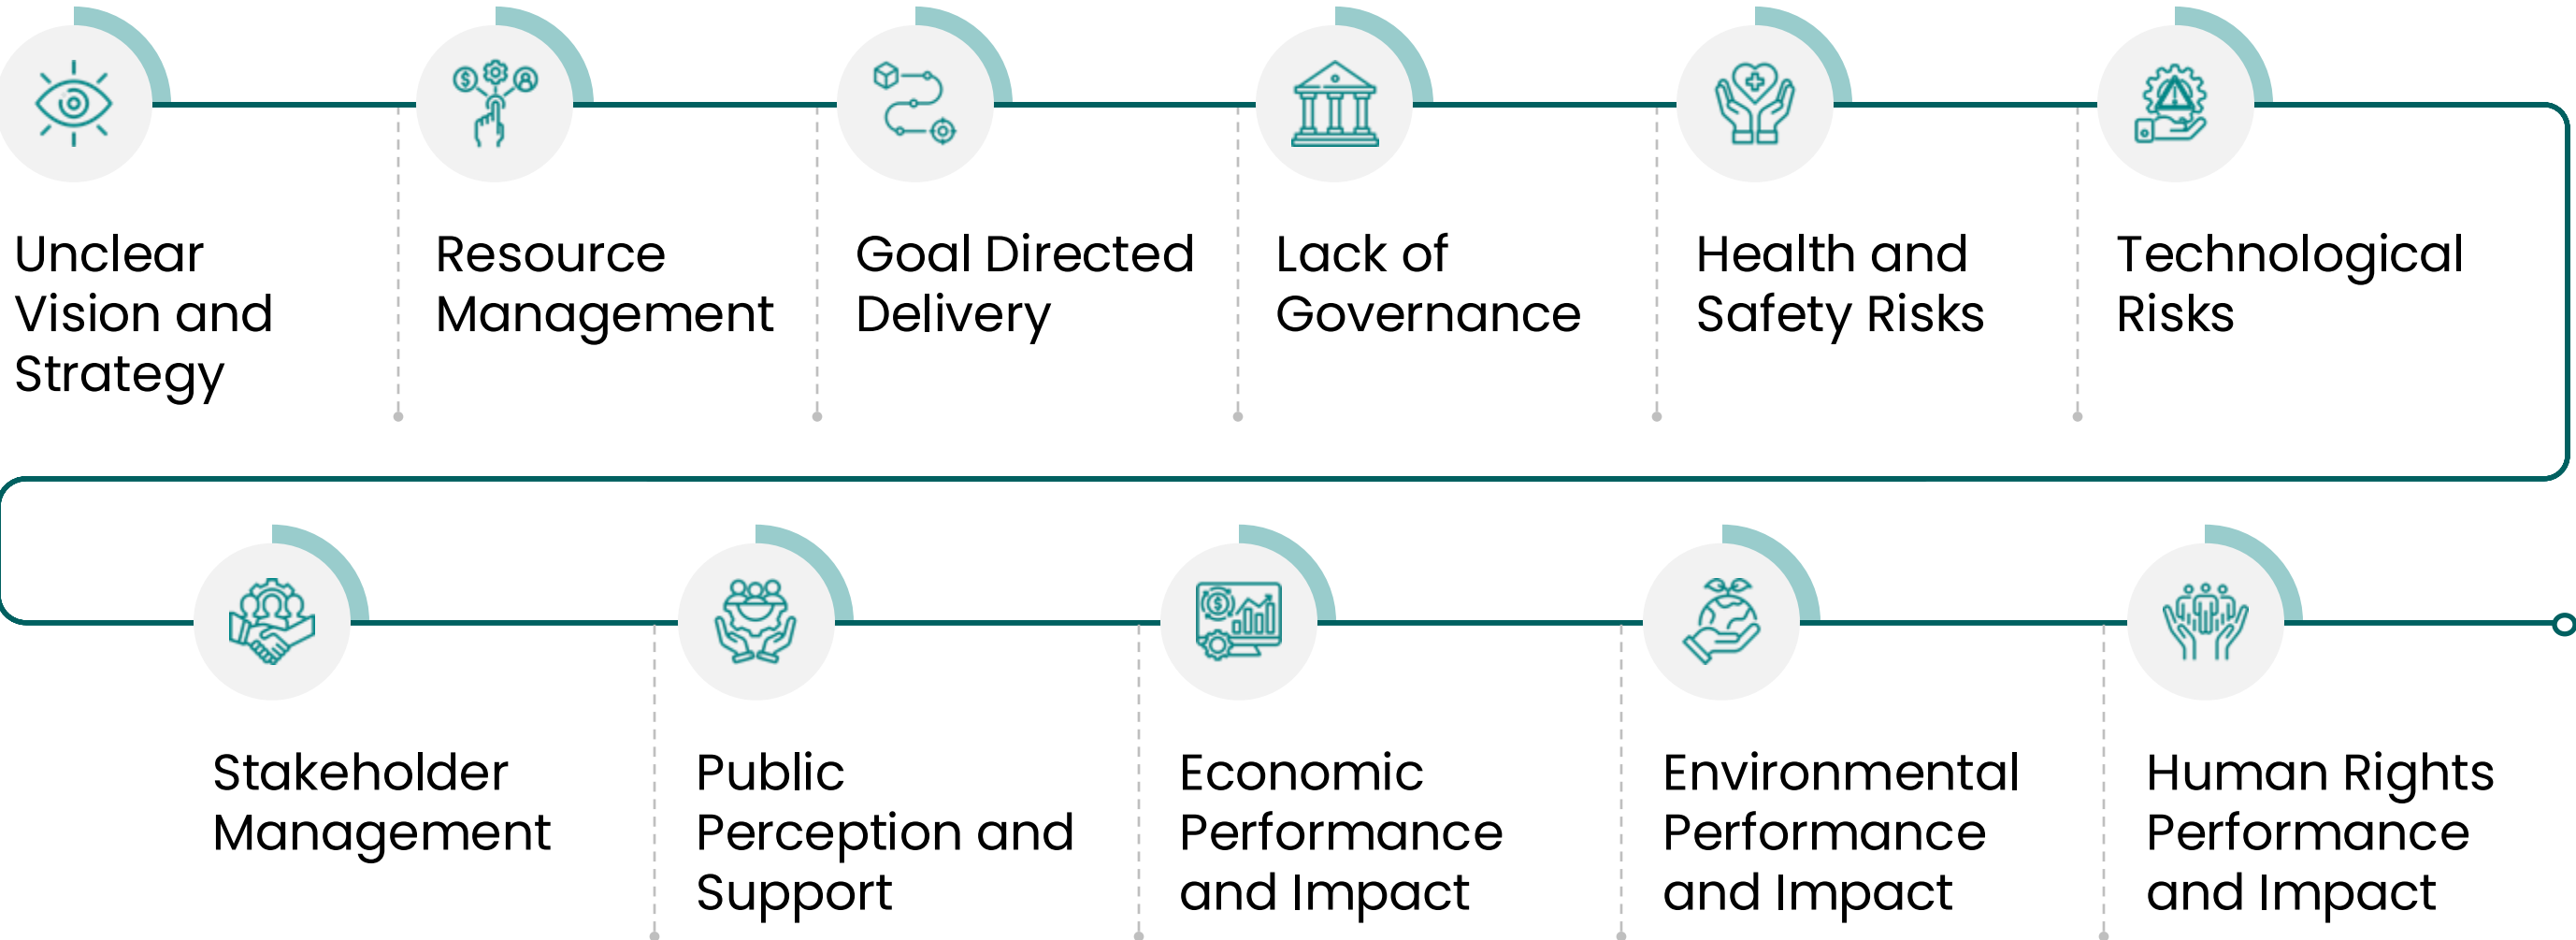 Unclear
Vision and
Strategy
Resource
Management
Goal Directed
Delivery
Lack of
Governance
Health and
Safety Risks
Technological
Risks
Stakeholder
Management
Public
Perception and
Support
Economic
Performance
and Impact
Environmental
Performance
and Impact
Human Rights
Performance
and Impact